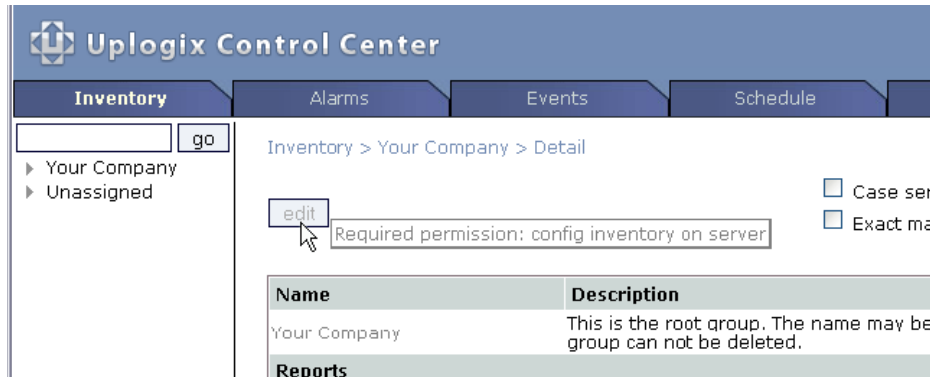 Uplogix Control Center
Inventory Alarms Events Schedule
go
Your Company
Unassigned
Inventory > Your Company > Detail
edit
Required permission: config inventory on server
Case
Exact
Name Description
Your Company
This is the root group. The name may be
group can not be deleted.
Reports